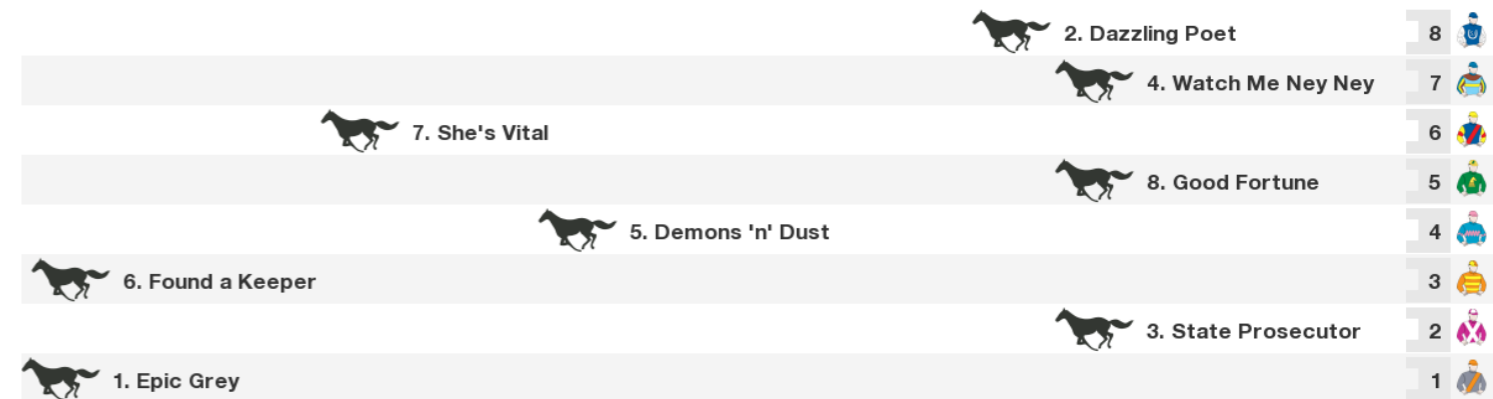 2. Dazzling Poet 8
4. Watch Me Ney Ney 7
7. She's Vital 6
8. Good Fortune 5
5. Demons 'n' Dust 4
6. Found a Keeper 3
3. State Prosecutor 2
1. Epic Grey 1